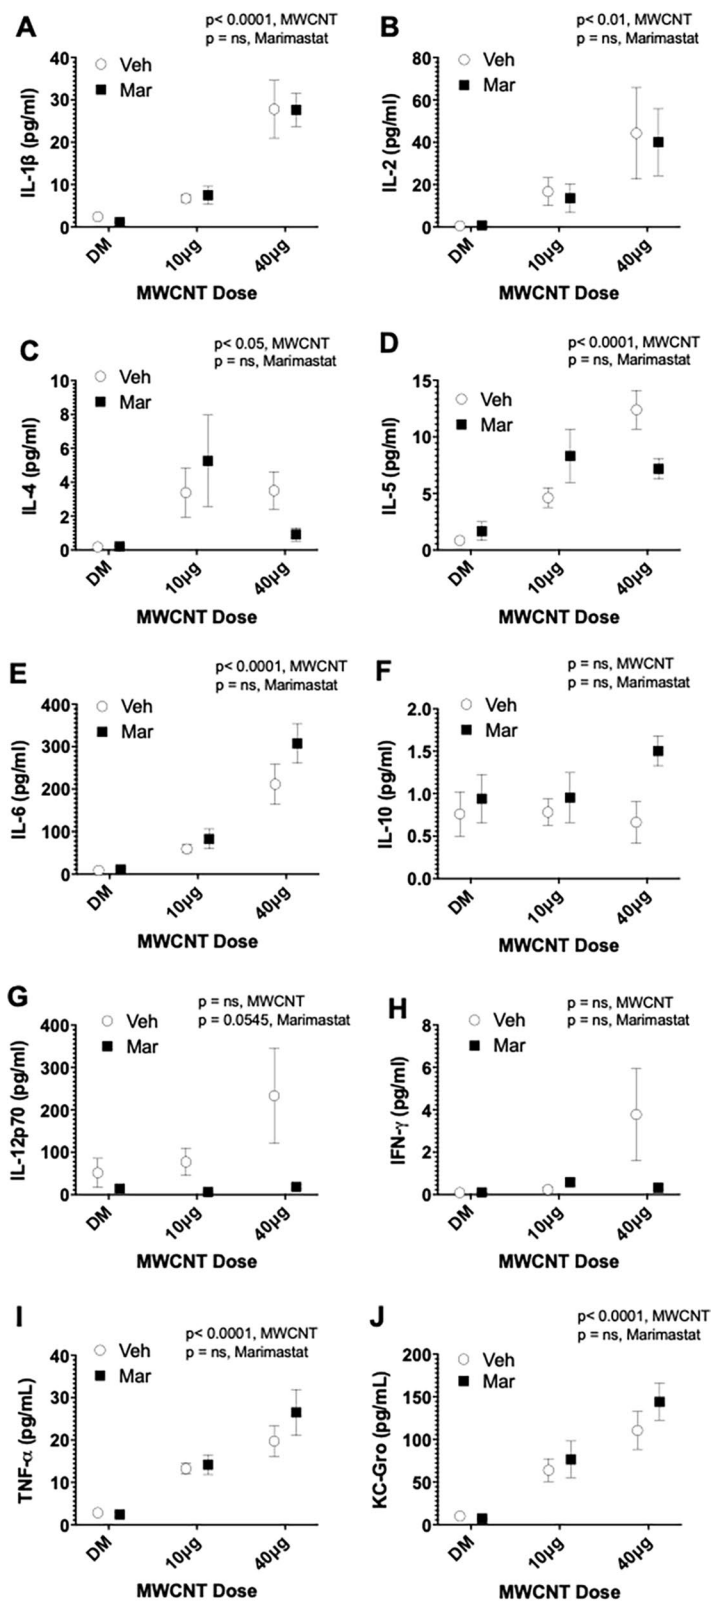 A
p< 0.0001, MWCNT
p = ns, Marimastat
Veh
Mar
IL-1β (pg/ml)
40
30
20
10
0
DM
10µg
40µg
MWCNT Dose
B
p< 0.01, MWCNT
p = ns, Marimastat
Veh
Mar
IL-2 (pg/ml)
80
60
40
20
0
DM
10µg
40µg
MWCNT Dose
C
p< 0.05, MWCNT
p = ns, Marimastat
Veh
Mar
IL-4 (pg/ml)
10
8
6
4
2
0
DM
10µg
40µg
MWCNT Dose
D
p< 0.0001, MWCNT
p = ns, Marimastat
Veh
Mar
IL-5 (pg/ml)
15
10
5
0
DM
10µg
40µg
MWCNT Dose
E
p< 0.0001, MWCNT
p = ns, Marimastat
Veh
Mar
IL-6 (pg/ml)
400
300
200
100
0
DM
10µg
40µg
MWCNT Dose
F
p = ns, MWCNT
p = ns, Marimastat
Veh
Mar
IL-10 (pg/ml)
2.0
1.5
1.0
0.5
0.0
DM
10µg
40µg
MWCNT Dose
G
p = ns, MWCNT
p = 0.0545, Marimastat
Veh
Mar
IL-12p70 (pg/ml)
400
300
200
100
0
DM
10µg
40µg
MWCNT Dose
H
p = ns, MWCNT
p = ns, Marimastat
Veh
Mar
IFN-γ (pg/ml)
8
6
4
2
0
DM
10µg
40µg
MWCNT Dose
I
p< 0.0001, MWCNT
p = ns, Marimastat
Veh
Mar
TNF-α (pg/mL)
40
30
20
10
0
DM
10µg
40µg
MWCNT Dose
J
p< 0.0001, MWCNT
p = ns, Marimastat
Veh
Mar
KC-Gro (pg/mL)
200
150
100
50
0
DM
10µg
40µg
MWCNT Dose